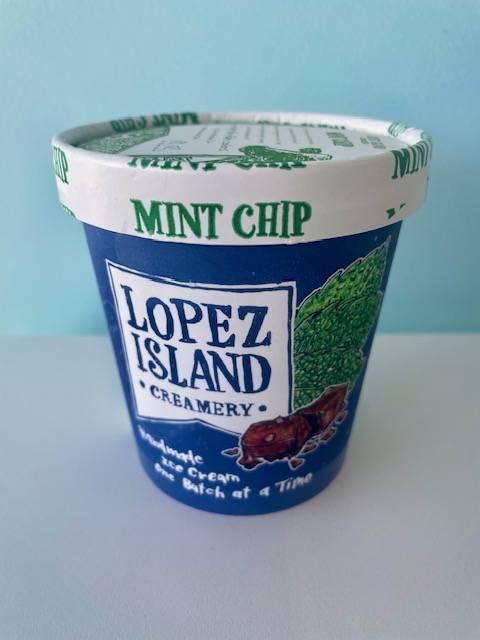 MINT CHIP
LOPEZ
ISLAND
• CREAMERY •
Handmade
Ice Cream
one Batch at a Time